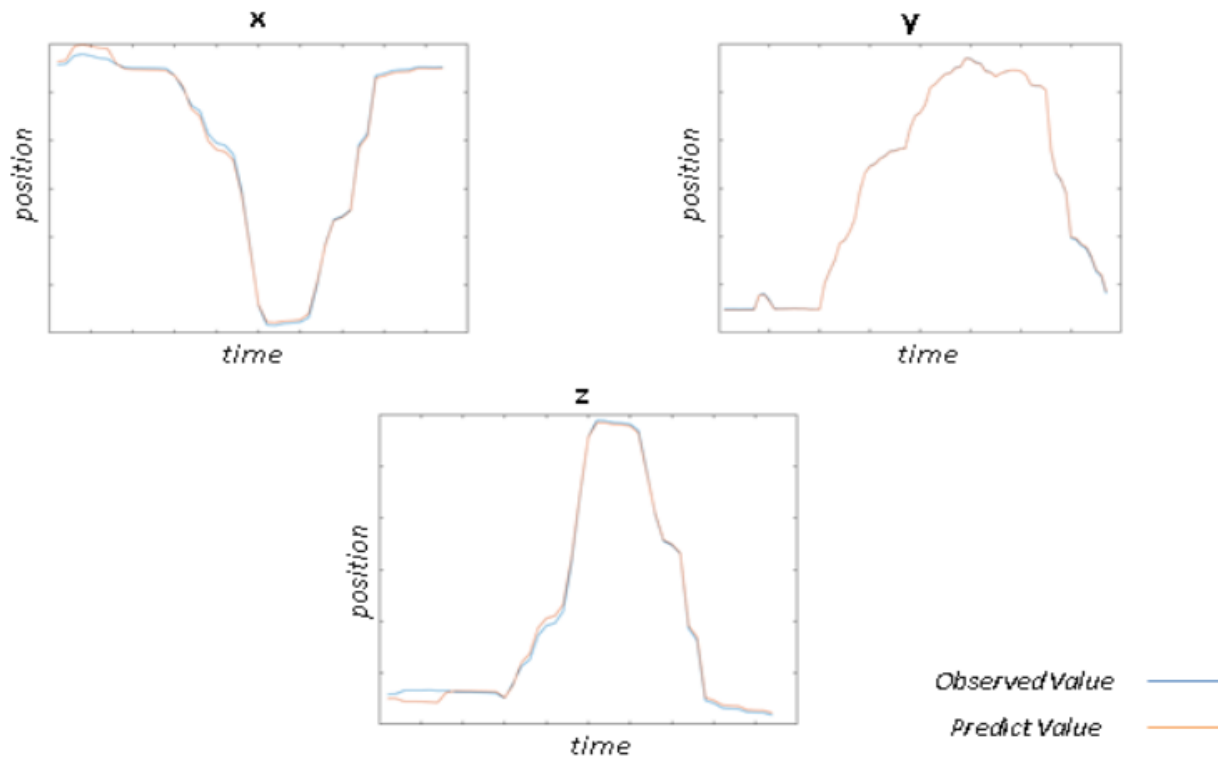 x
position
time
y
position
time
z
position
time
Observed Value
Predict Value